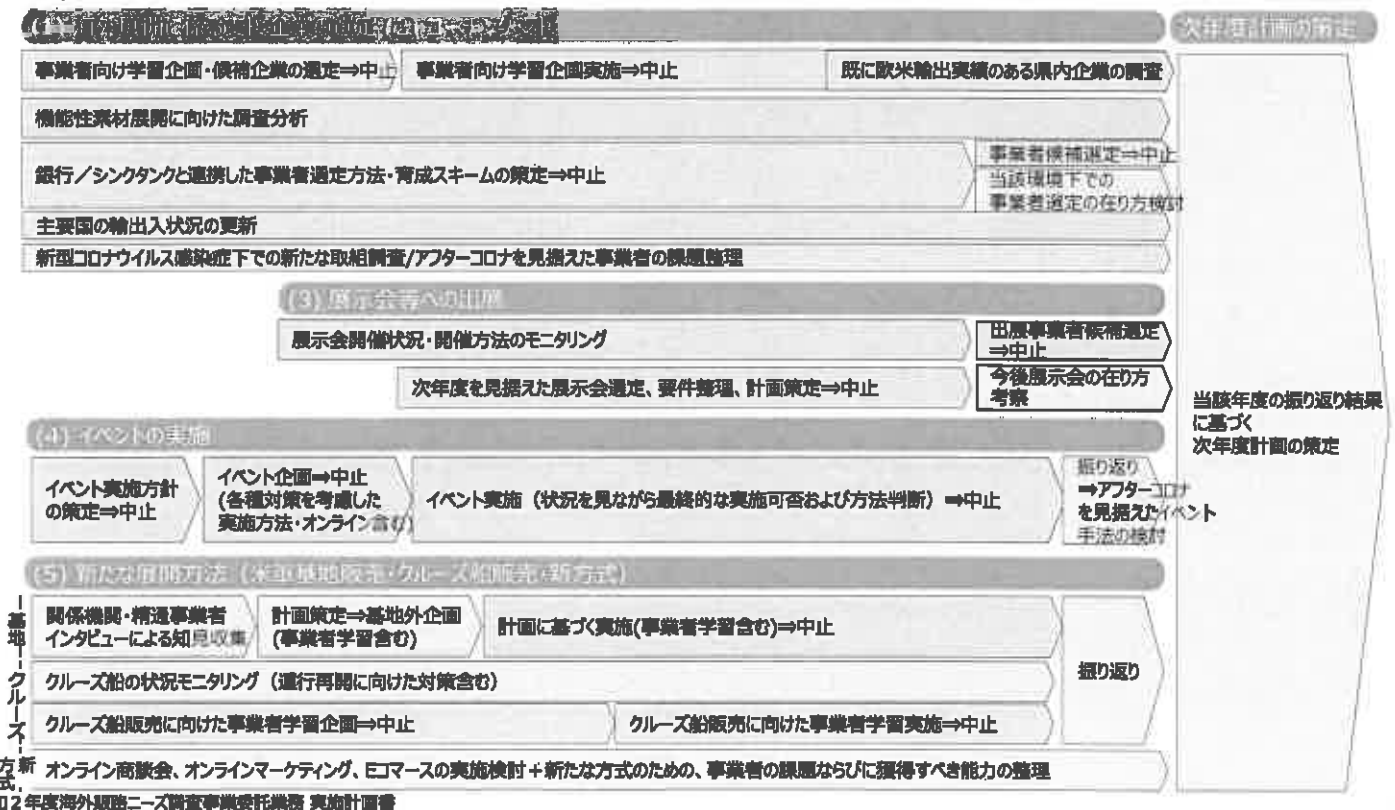 次年度計画の策定
事業者向け学習企画・候補企業の選定⇒中止
事業者向け学習企画実施⇒中止
既に欧米輸出実績のある県内企業の調査
機能性素材展開に向けた調査分析
銀行／シンクタンクと連携した事業者選定方法・育成スキームの策定⇒中止
事業者候補選定⇒中止
当該環境下での
事業者選定の在り方検討
主要国の輸出入状況の更新
新型コロナウイルス感染症下での新たな取組調査/アフターコロナを見据えた事業者の課題整理
(3) 展示会等への出展
展示会開催状況・開催方法のモニタリング
出展事業者候補選定
⇒中止
次年度を見据えた展示会選定、要件整理、計画策定⇒中止
今後展示会の在り方
考察
当該年度の振り返り結果
に基づく
次年度計画の策定
(4) イベントの実施
イベント実施方針
の策定⇒中止
イベント企画⇒中止
(各種対策を考慮した
実施方法・オンライン含む)
イベント実施（状況を見ながら最終的な実施可否および方法判断）⇒中止
振り返り
⇒アフターコロナ
を見据えたイベント
手法の検討
(5) 新たな展開方法（米軍基地販売・クルーズ船販売・新方式）
基地
関係機関・精通事業者
インタビューによる知見収集
計画策定⇒基地外企画
(事業者学習含む)
計画に基づく実施(事業者学習含む)⇒中止
振り返り
クルーズ
クルーズ船の状況モニタリング（運行再開に向けた対策含む）
クルーズ船販売に向けた事業者学習企画⇒中止
クルーズ船販売に向けた事業者学習実施⇒中止
新方式
オンライン商談会、オンラインマーケティング、Eコマースの実施検討＋新たな方式のための、事業者の課題ならびに獲得すべき能力の整理
2年度海外販路ニーズ調査事業委託業務 実施計画書